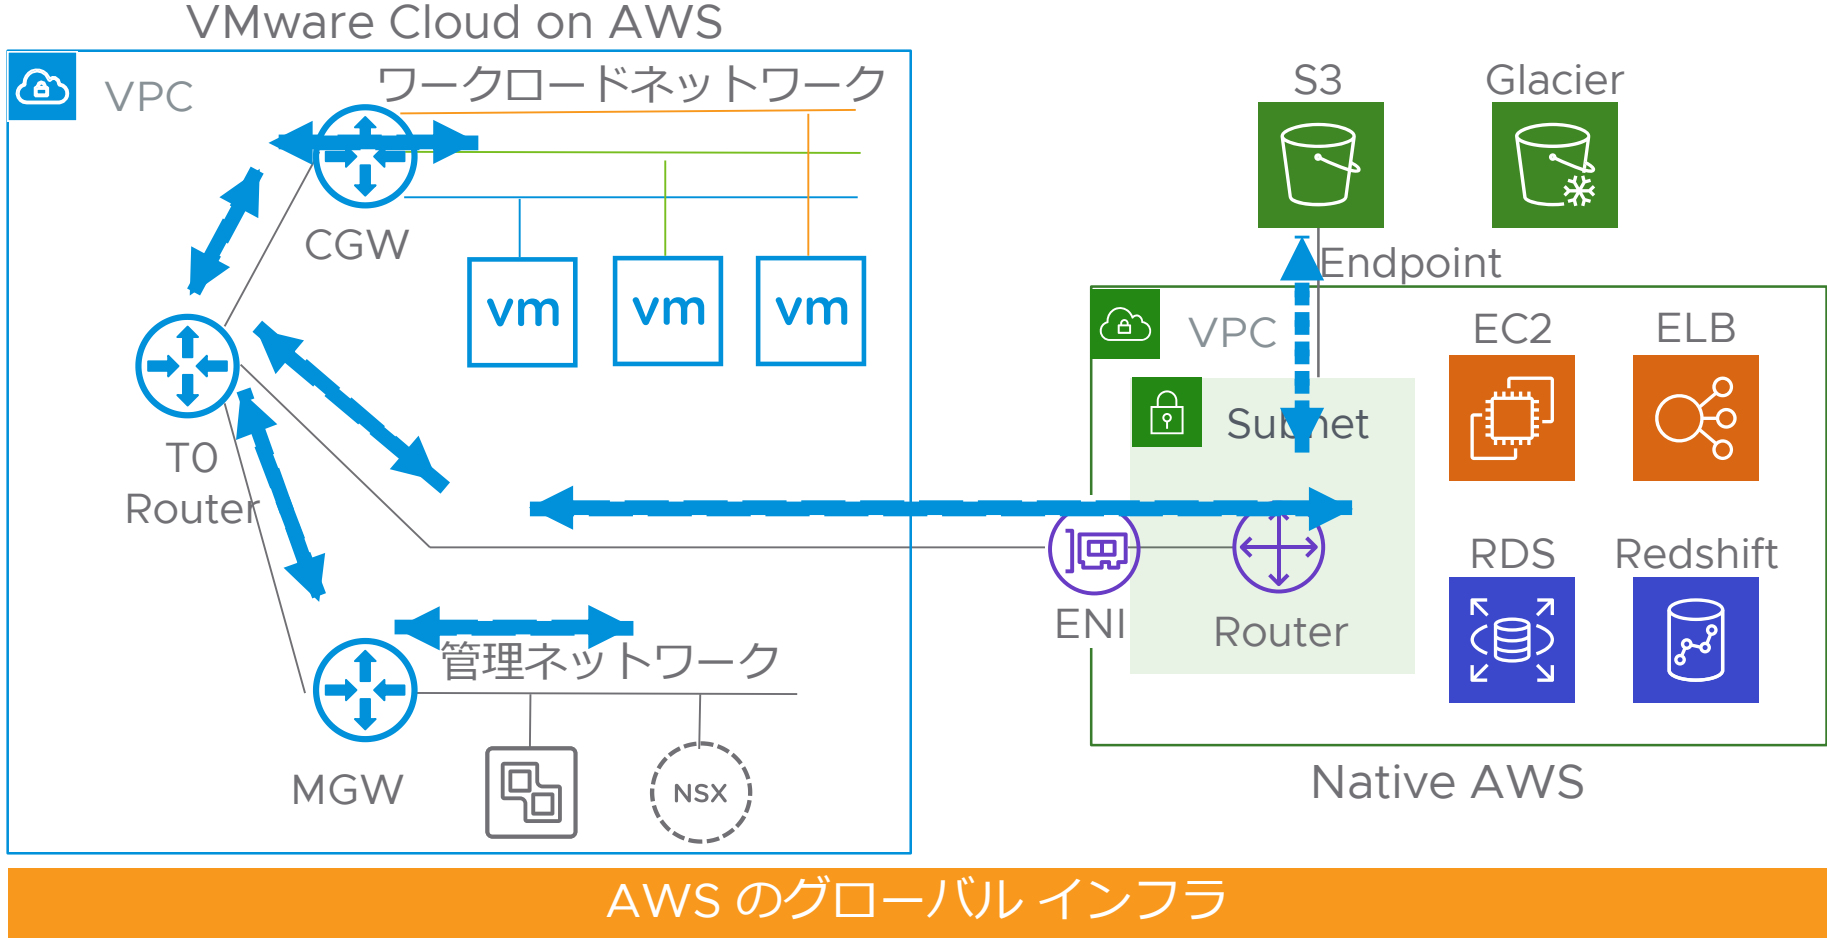 VMware Cloud on AWS
VPC
ワークロードネットワーク
CGW
vm
vm
vm
T0
Router
管理ネットワーク
MGW
NSX
S3
Glacier
Endpoint
VPC
Subnet
EC2
ELB
ENI
Router
RDS
Redshift
Native AWS
AWS のグローバル インフラ